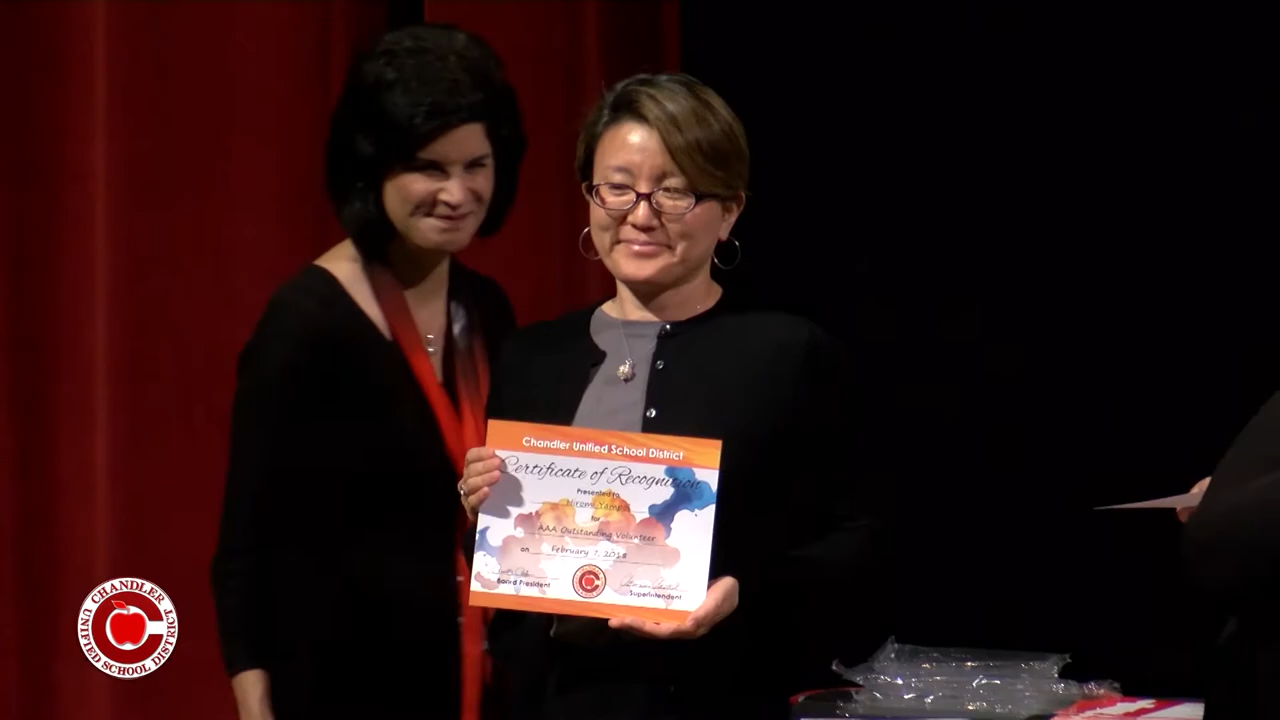 Chandler Unified School District
Certificate of Recognition
Presented to
for
AAA Outstanding Volunteer
on February 7, 2018
Board President
Superintendent
CHANDLER
UNIFIED SCHOOL DISTRICT